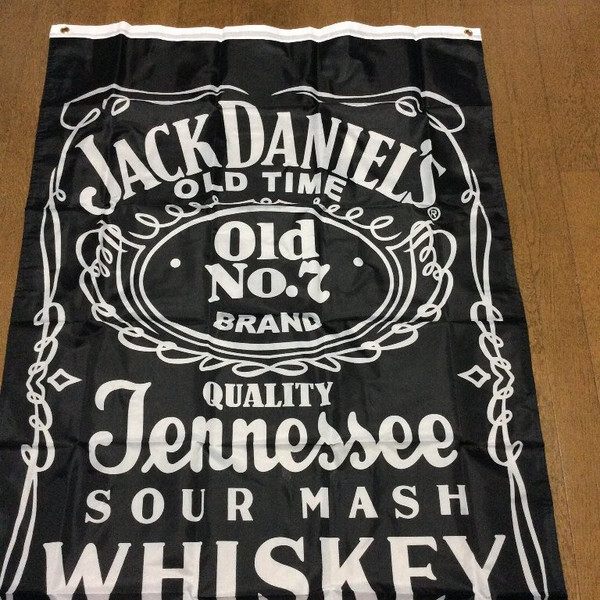 JACK DANIEL'S
®
OLD TIME
Old
No.7
BRAND
QUALITY
Tennessee
SOUR MASH
WHISKEY